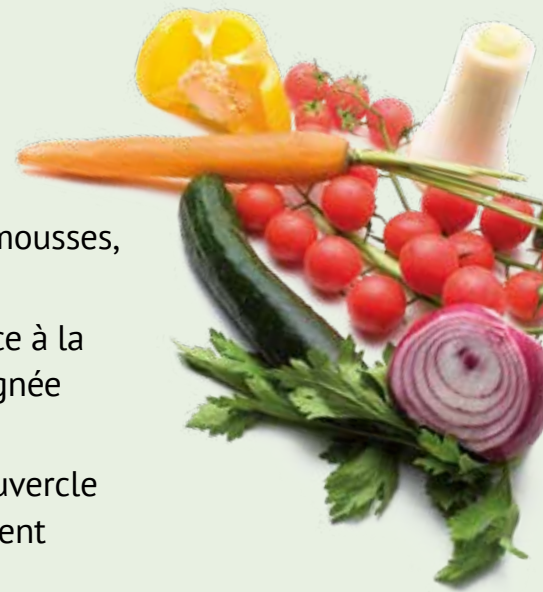 mousses,
ce à la
gnée
uvercle
ent